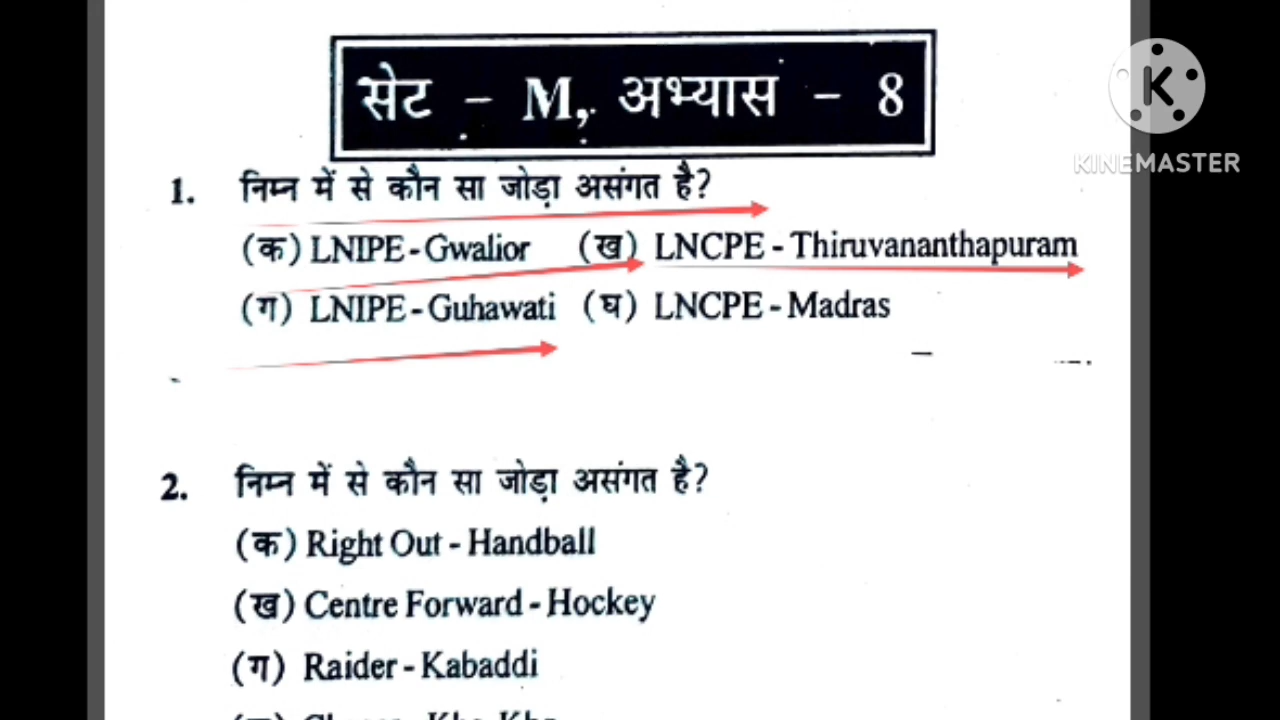 सेट - M, अभ्यास - 8
KINEMASTER
1. निम्न में से कौन सा जोड़ा असंगत है?
(क) LNIPE - Gwalior (ख) LNCPE - Thiruvananthapuram
(ग) LNIPE - Guhawati (घ) LNCPE - Madras
2. निम्न में से कौन सा जोड़ा असंगत है?
(क) Right Out - Handball
(ख) Centre Forward - Hockey
(ग) Raider - Kabaddi